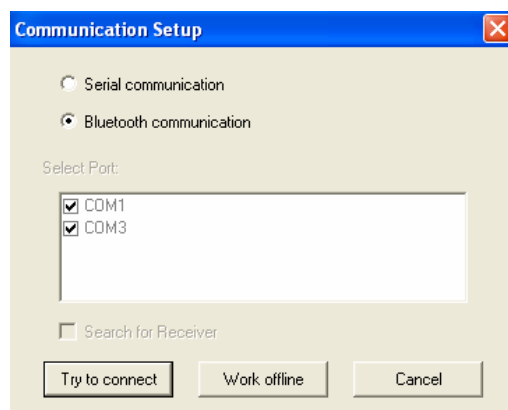 Communication Setup
Serial communication
Bluetooth communication
Select Port:
COM1
COM3
Search for Receiver
Try to connect
Work offline
Cancel